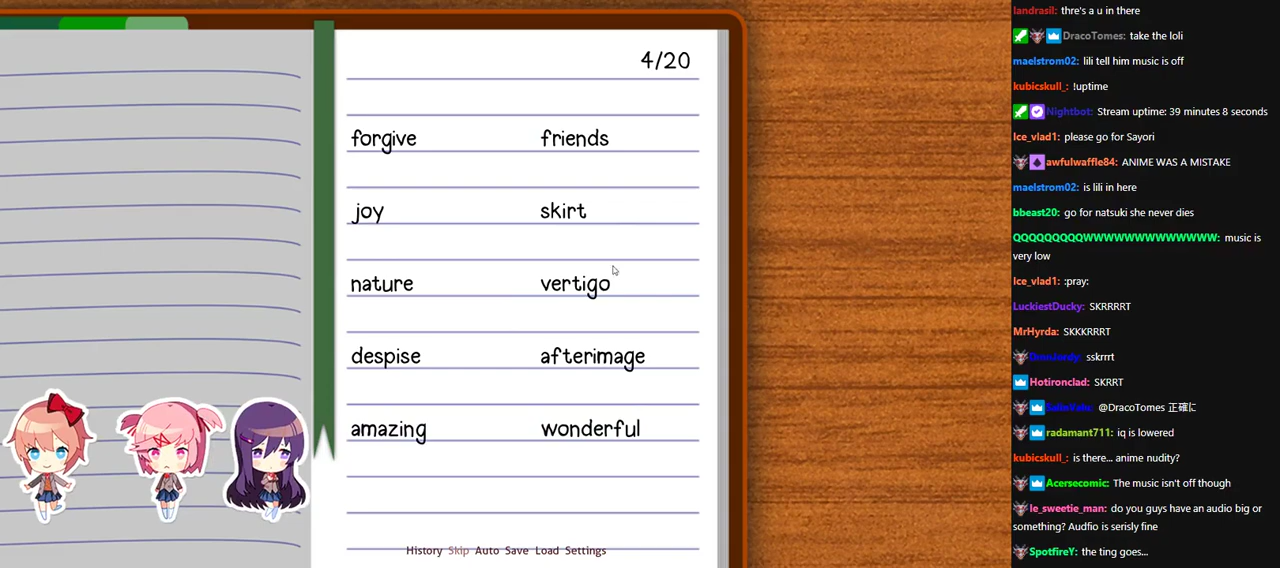 4/20
forgive friends
joy skirt
nature vertigo
despise afterimage
amazing wonderful
History Skip Auto Save Load Settings
landrasil: thre's a u in there
DracoTomes: take the loli
maelstrom02: lili tell him music is off
kubicskull_: !uptime
Nightbot: Stream uptime: 39 minutes 8 seconds
Ice_vlad1: please go for Sayori
awfulwaffle84: ANIME WAS A MISTAKE
maelstrom02: is lili in here
bbeast20: go for natsuki she never dies
QQQQQQQQQWWWWWWWWWWWWWW: music is
very low
Ice_vlad1: :pray:
LuckiestDucky: SKRRRRT
MrHyrda: SKKKRRRT
sskrrrt
Hotironclad: SKRRT
@DracoTomes 正確に
radamant711: iq is lowered
kubicskull_: is there... anime nudity?
Acersecomic: The music isn't off though
le_sweetie_man: do you guys have an audio big or
something? Audfio is serisly fine
SpotfireY: the ting goes...